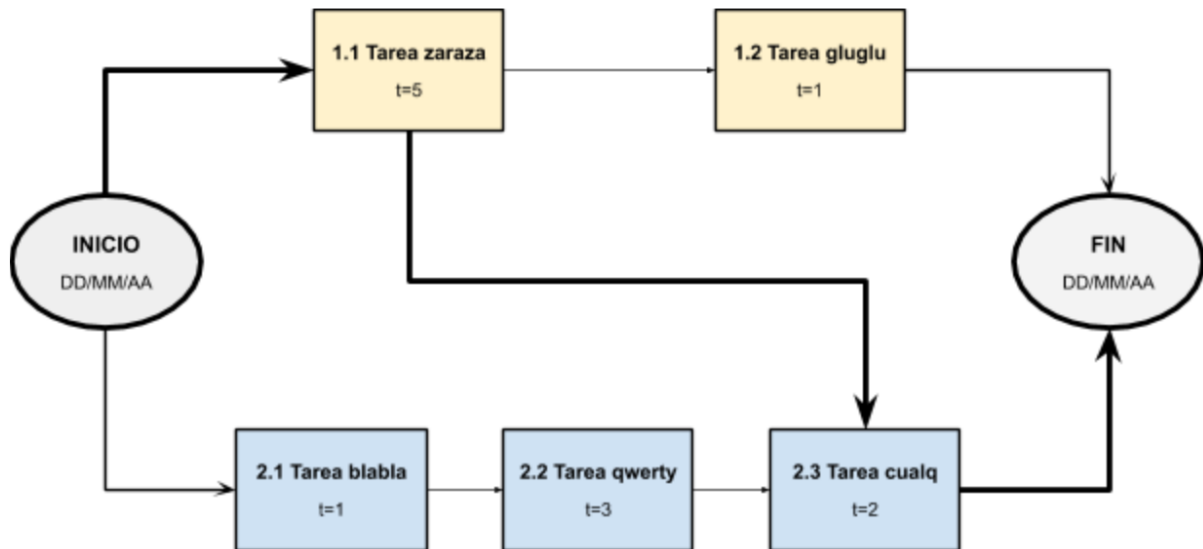 1.1 Tarea zaraza
t=5
1.2 Tarea gluglu
t=1
INICIO
DD/MM/AA
FIN
DD/MM/AA
2.1 Tarea blabla
t=1
2.2 Tarea qwerty
t=3
2.3 Tarea cualq
t=2